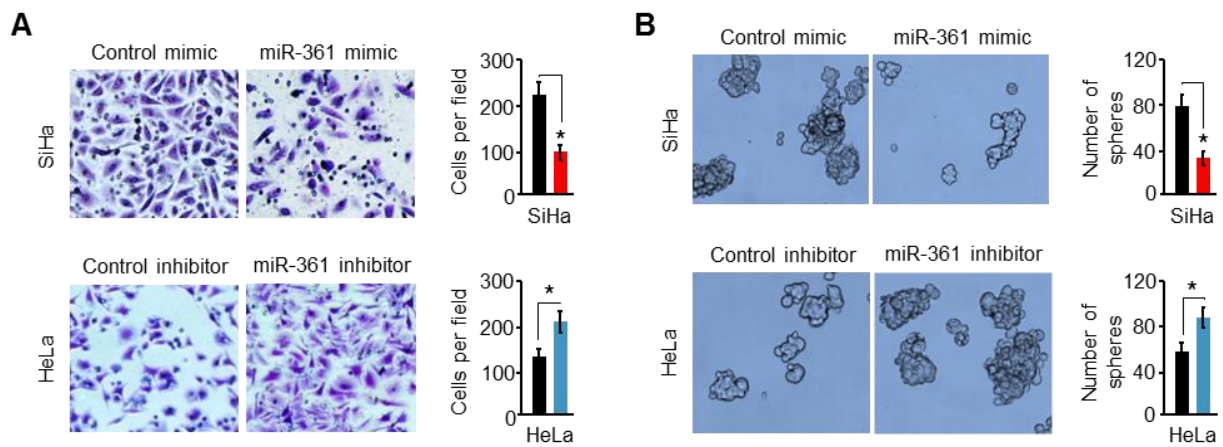 A
Control mimic miR-361 mimic
SiHa
Cells per field
300
200
100
0
*
SiHa
Control inhibitor miR-361 inhibitor
HeLa
Cells per field
300
200
100
0
*
HeLa
B
Control mimic miR-361 mimic
SiHa
Number of
spheres
120
80
40
0
*
SiHa
Control inhibitor miR-361 inhibitor
HeLa
Number of
spheres
120
80
40
0
*
HeLa